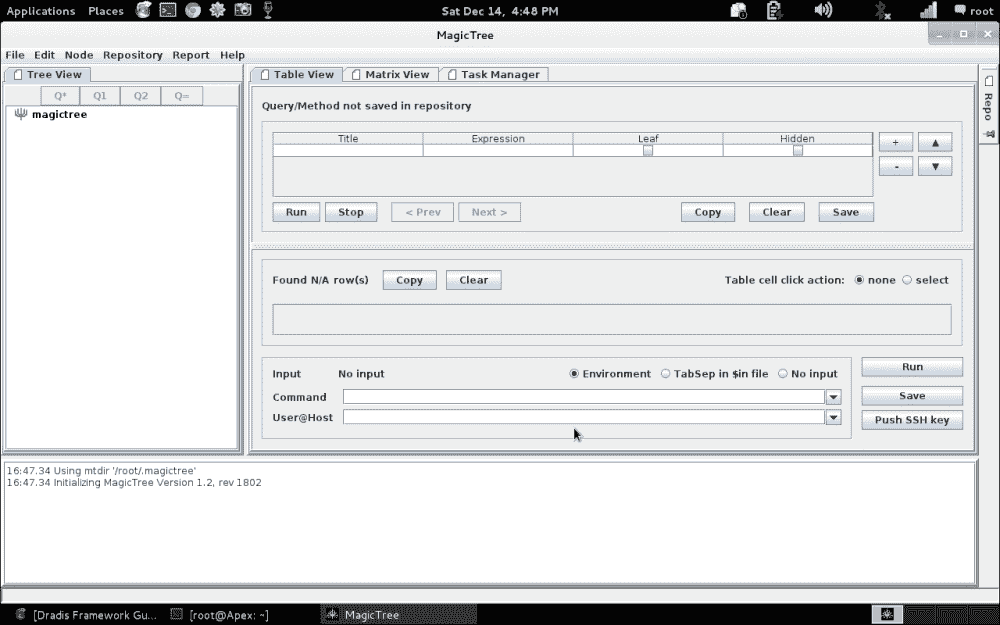 Applications Places Sat Dec 14, 4:48 PM root
MagicTree
File Edit Node Repository Report Help
Tree View
Table View Matrix View Task Manager
Repo
Q* Q1 Q2 Q=
magictree
Query/Method not saved in repository
Title Expression Leaf Hidden
+
-
Run Stop < Prev Next > Copy Clear Save
Found N/A row(s) Copy Clear Table cell click action: none select
Input No input Environment TabSep in $in file No input Run
Command Save
User@Host Push SSH key
16:47.34 Using mtdir '/root/.magictree'
16:47.34 Initializing MagicTree Version 1.2, rev 1802
[Dradis Framework Gu... [root@Apex: ~] MagicTree